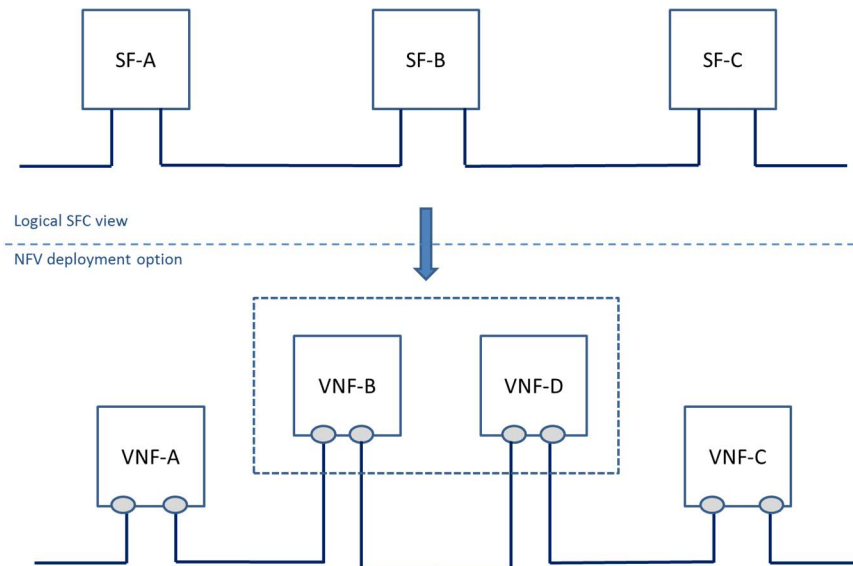 SF-A
SF-B
SF-C
Logical SFC view
NFV deployment option
VNF-B
VNF-D
VNF-A
VNF-C